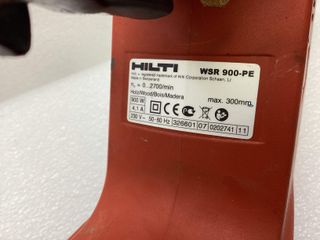 HILTI WSR 900-PE
HILTI = registered trademark of Hilti Corporation Schaan, LI
Made in Switzerland
n₀ = 0...2700/min
Holz/Wood/Bois/Madera max. 300mm
900 W
4,1 A
230 V~ 50-60 Hz 326601 07 0202741 11